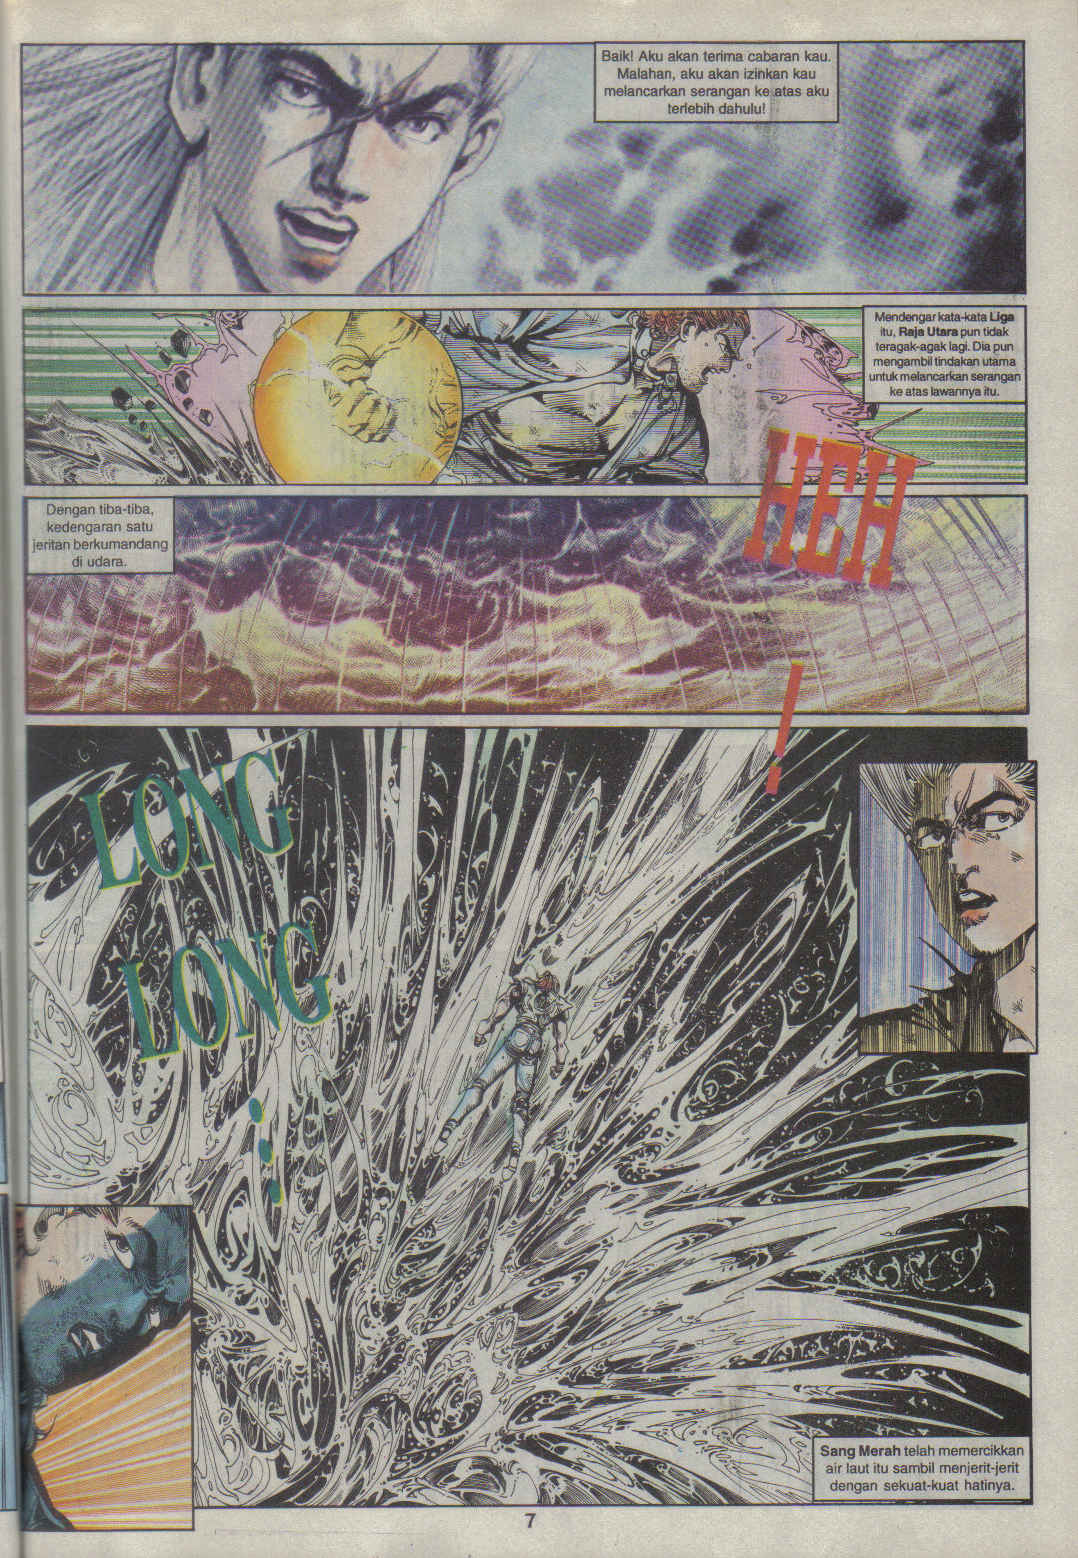 Baik! Aku akan terima cabaran kau.
Malahan, aku akan izinkan kau
melancarkan serangan ke atas aku
terlebih dahulu!
Mendengar kata-kata Liga
itu, Raja Utara pun tidak
teragak-agak lagi. Dia pun
mengambil tindakan utama
untuk melancarkan serangan
ke atas lawannya itu.
HEH
!
Dengan tiba-tiba,
kedengaran satu
jeritan berkumandang
di udara.
LONG
LONG
...
Sang Merah telah memercikkan
air laut itu sambil menjerit-jerit
dengan sekuat-kuat hatinya.
7